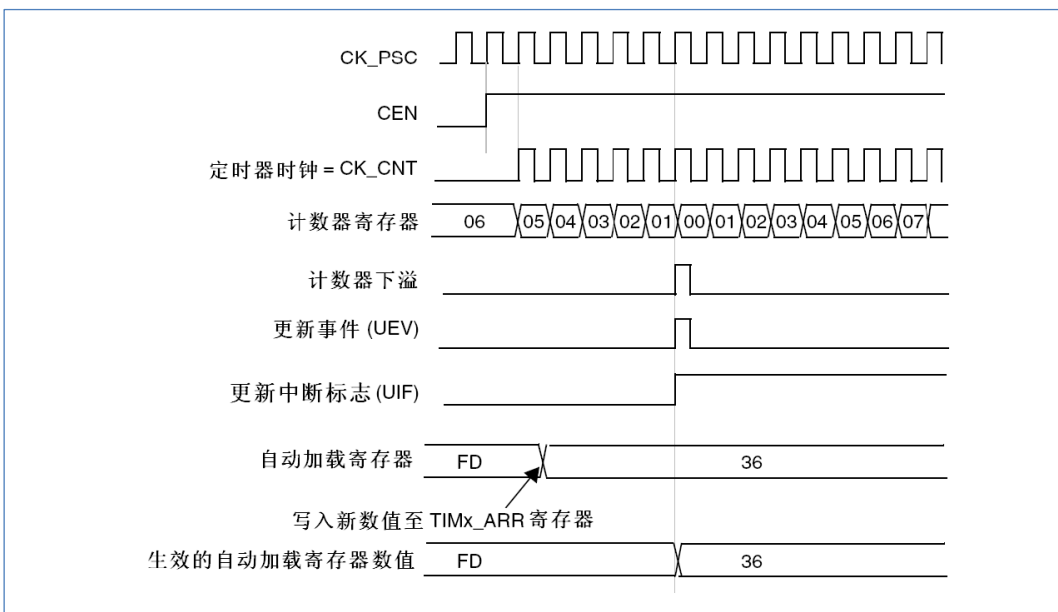 CK_PSC
CEN
定时器时钟 = CK_CNT
计数器寄存器 06 05 04 03 02 01 00 01 02 03 04 05 06 07
计数器下溢
更新事件 (UEV)
更新中断标志 (UIF)
自动加载寄存器 FD 36
写入新数值至 TIMx_ARR 寄存器
生效的自动加载寄存器数值 FD 36